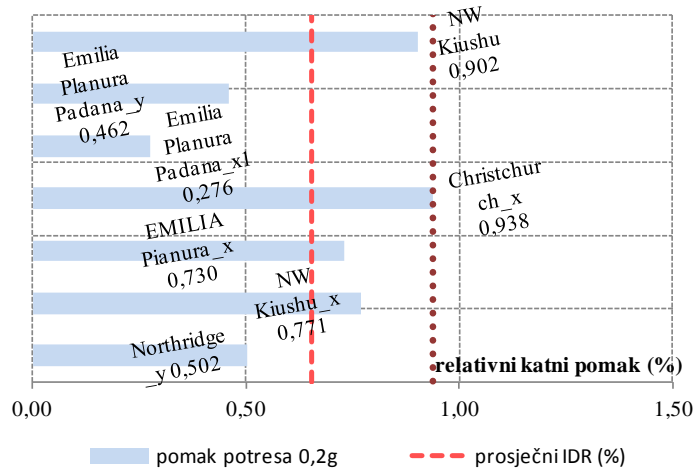 NW
Kiushu
0,902
Emilia
Planura
Padana_y
0,462
Emilia
Planura
Padana_x1
0,276
Christchur
ch_x
0,938
EMILIA
Pianura_x
0,730
NW
Kiushu_x
0,771
Northridge
_y 0,502
relativni katni pomak (%)
0,00
0,50
1,00
1,50
pomak potresa 0,2g
prosječni IDR (%)